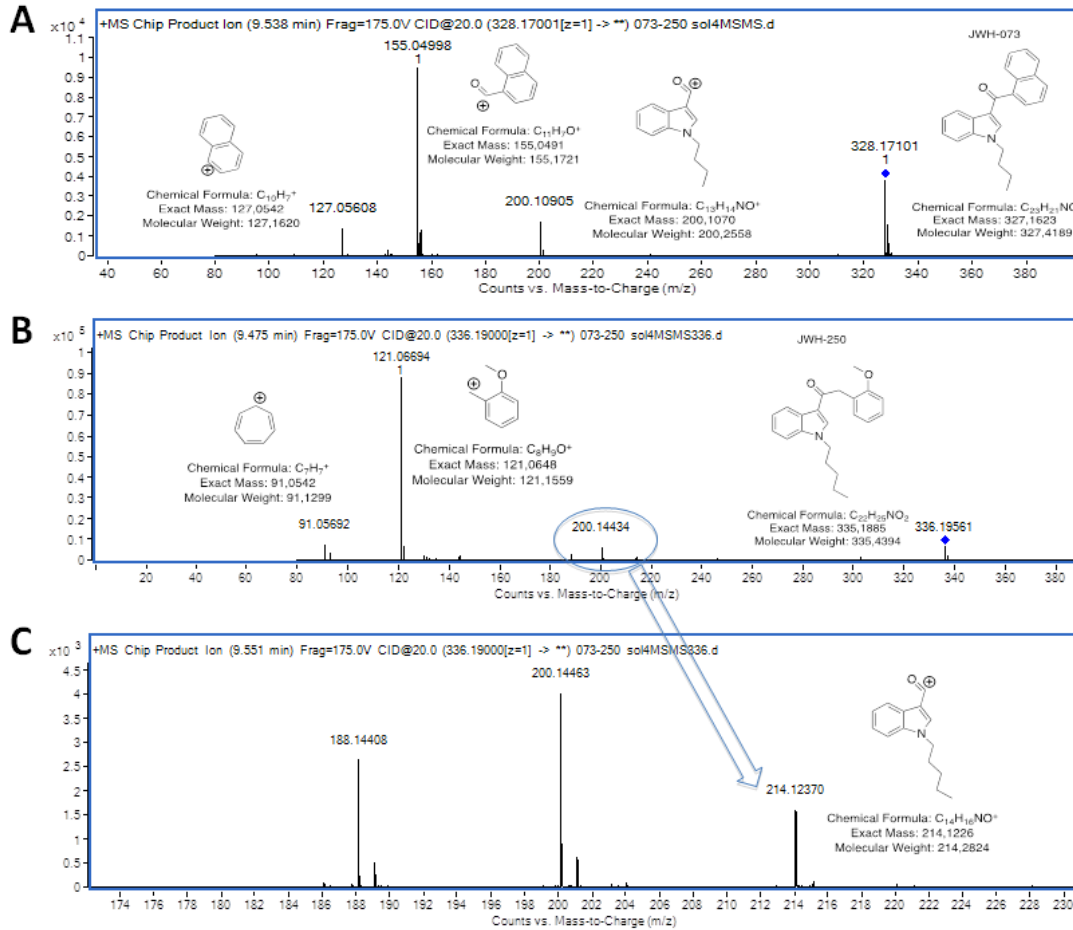 A
+MS Chip Product Ion (9.538 min) Frag=175.0V CID@20.0 (328.17001[z=1] -> **) 073-250 sol4MSMS.d
x10 4
1.1
1
0.9
0.8
0.7
0.6
0.5
0.4
0.3
0.2
0.1
0
155.04998
1
O
⊕
Chemical Formula: C₁₁H₇O⁺
Exact Mass: 155,0491
Molecular Weight: 155,1721
⊕
Chemical Formula: C₁₀H₇⁺
Exact Mass: 127,0542
Molecular Weight: 127,1620
127.05608
200.10905
O
⊕
N
Chemical Formula: C₁₃H₁₄NO⁺
Exact Mass: 200,1070
Molecular Weight: 200,2558
JWH-073
O
N
328.17101
1
Chemical Formula: C₂₃H₂₁NO
Exact Mass: 327,1623
Molecular Weight: 327,4189
40 60 80 100 120 140 160 180 200 220 240 260 280 300 320 340 360 380
Counts vs. Mass-to-Charge (m/z)
B
+MS Chip Product Ion (9.475 min) Frag=175.0V CID@20.0 (336.19000[z=1] -> **) 073-250 sol4MSMS336.d
x10 5
1
0.9
0.8
0.7
0.6
0.5
0.4
0.3
0.2
0.1
0
121.06694
1
⊕
Chemical Formula: C₇H₇⁺
Exact Mass: 91,0542
Molecular Weight: 91,1299
91.05692
O
⊕
Chemical Formula: C₈H₉O⁺
Exact Mass: 121,0648
Molecular Weight: 121,1559
200.14434
JWH-250
O
O
N
Chemical Formula: C₂₂H₂₅NO₂
Exact Mass: 335,1885
Molecular Weight: 335,4394
336.19561
20 40 60 80 100 120 140 160 180 200 220 240 260 280 300 320 340 360 380
Counts vs. Mass-to-Charge (m/z)
C
+MS Chip Product Ion (9.551 min) Frag=175.0V CID@20.0 (336.19000[z=1] -> **) 073-250 sol4MSMS336.d
x10 3
4.5
4
3.5
3
2.5
2
1.5
1
0.5
0
188.14408
200.14463
214.12370
O
⊕
N
Chemical Formula: C₁₄H₁₆NO⁺
Exact Mass: 214,1226
Molecular Weight: 214,2824
174 176 178 180 182 184 186 188 190 192 194 196 198 200 202 204 206 208 210 212 214 216 218 220 222 224 226 228 230
Counts vs. Mass-to-Charge (m/z)